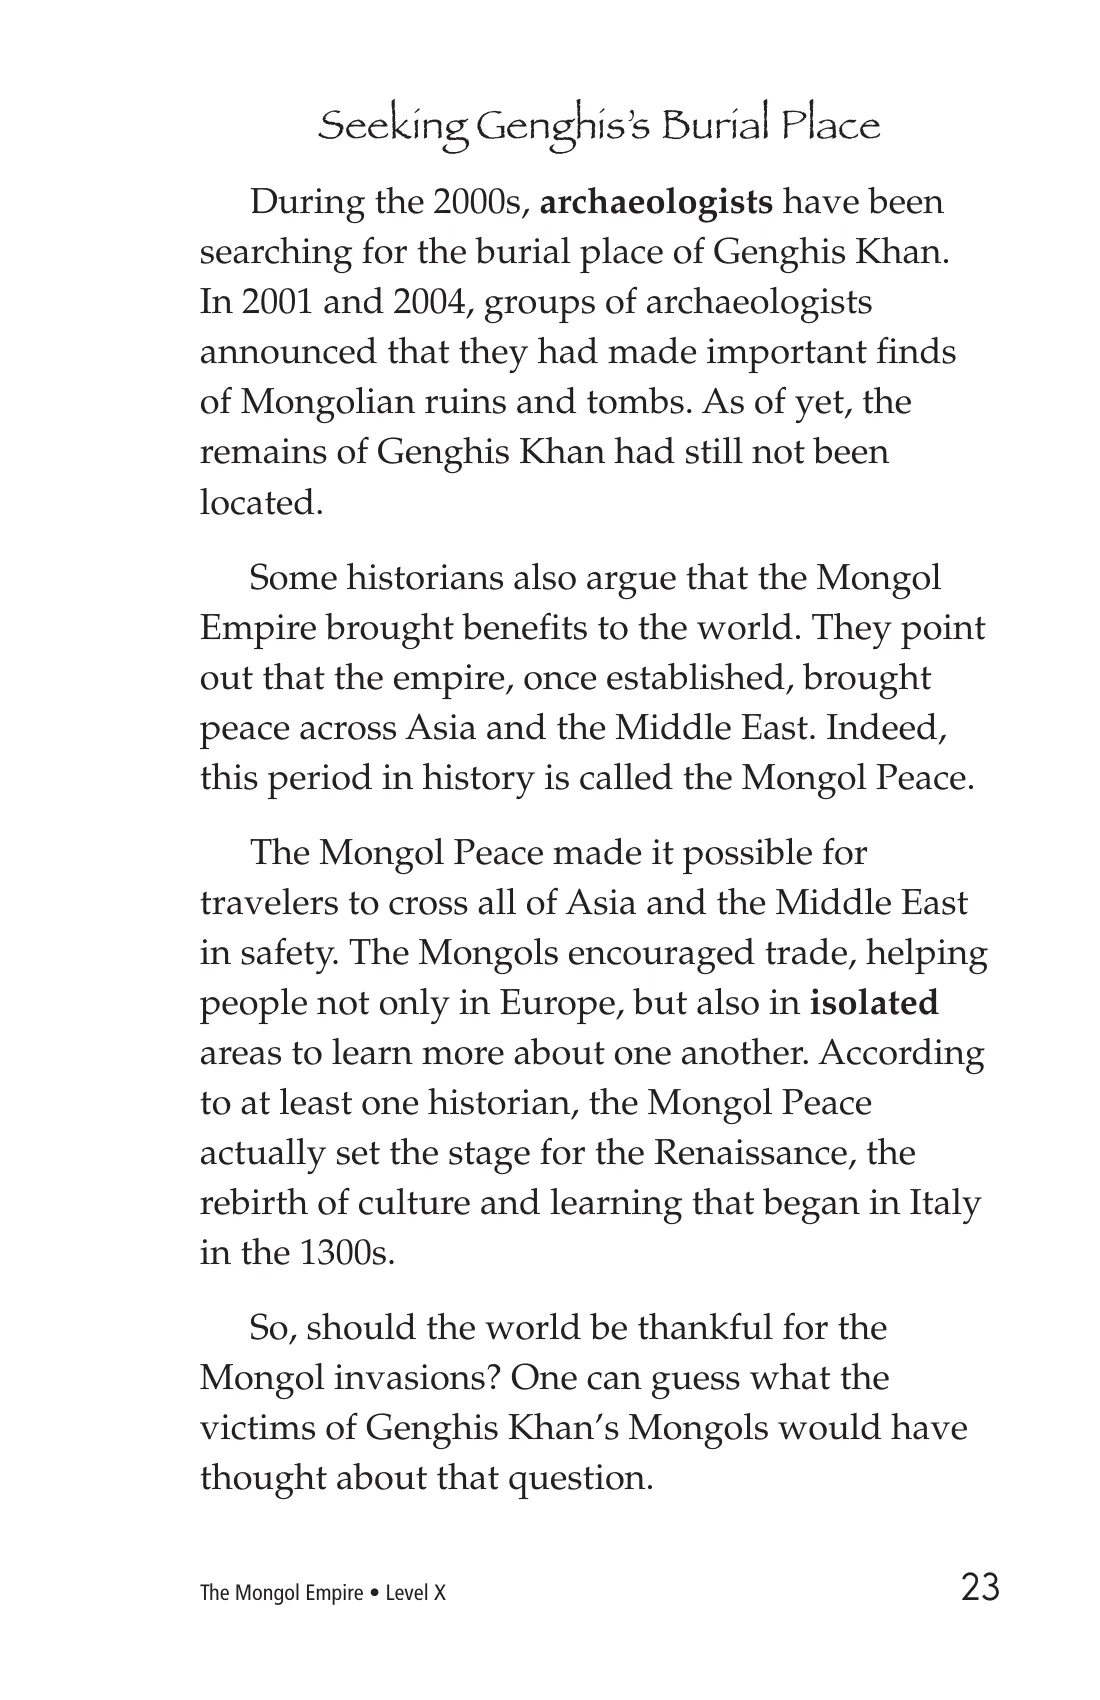 Seeking Genghis’s Burial Place
During the 2000s, archaeologists have been
searching for the burial place of Genghis Khan.
In 2001 and 2004, groups of archaeologists
announced that they had made important finds
of Mongolian ruins and tombs. As of yet, the
remains of Genghis Khan had still not been
located.
Some historians also argue that the Mongol
Empire brought benefits to the world. They point
out that the empire, once established, brought
peace across Asia and the Middle East. Indeed,
this period in history is called the Mongol Peace.
The Mongol Peace made it possible for
travelers to cross all of Asia and the Middle East
in safety. The Mongols encouraged trade, helping
people not only in Europe, but also in isolated
areas to learn more about one another. According
to at least one historian, the Mongol Peace
actually set the stage for the Renaissance, the
rebirth of culture and learning that began in Italy
in the 1300s.
So, should the world be thankful for the
Mongol invasions? One can guess what the
victims of Genghis Khan’s Mongols would have
thought about that question.
The Mongol Empire • Level X
23